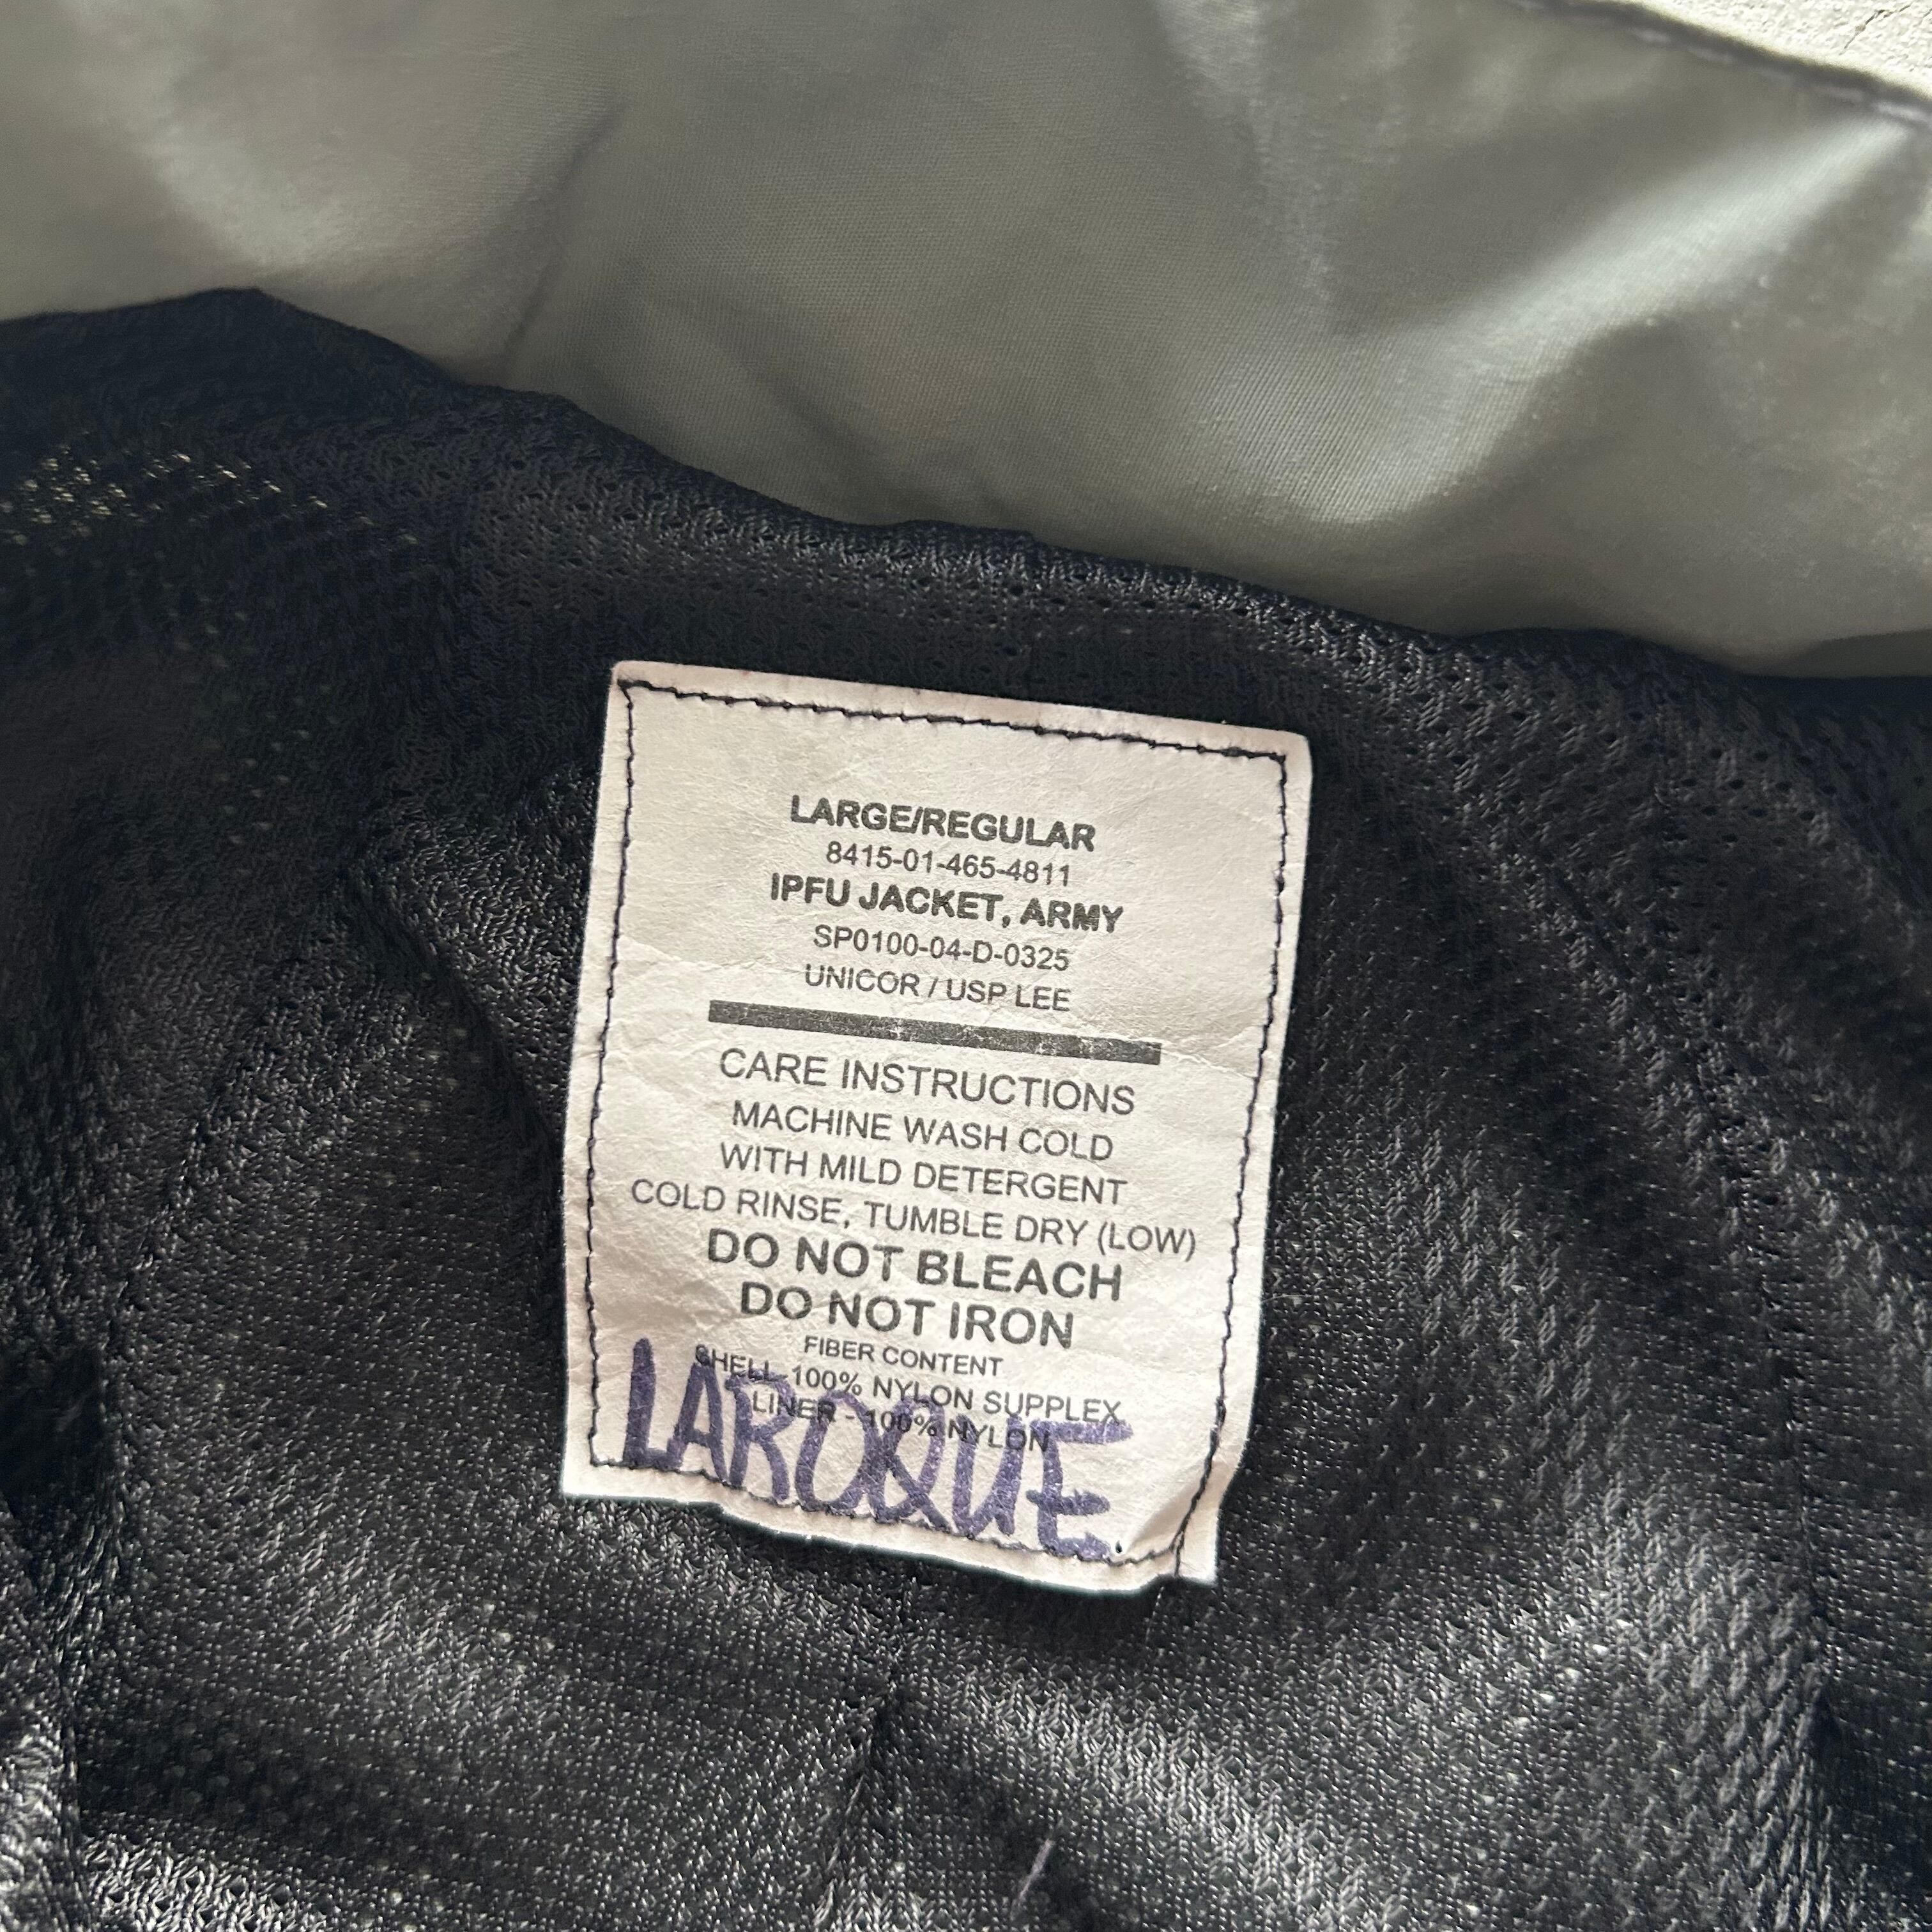 LARGE/REGULAR
8415-01-465-4811
IPFU JACKET, ARMY
SP0100-04-D-0325
UNICOR / USP LEE
CARE INSTRUCTIONS
MACHINE WASH COLD
WITH MILD DETERGENT
COLD RINSE, TUMBLE DRY (LOW)
DO NOT BLEACH
DO NOT IRON
FIBER CONTENT
SHELL-100% NYLON SUPPLEX
LINER - 100% NYLON
LAROQUE